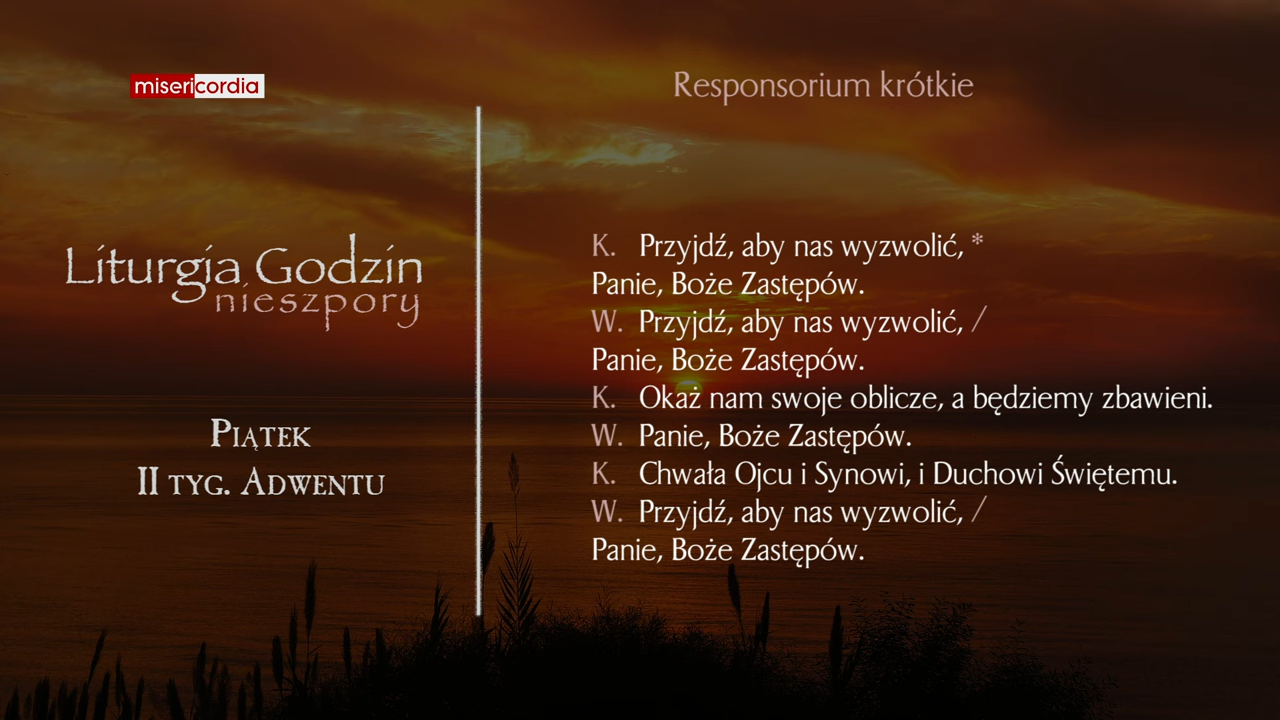 misericordia
Responsorium krótkie
Liturgia Godzin
nieszpory
Piątek
II tyg. Adwentu
K. Przyjdź, aby nas wyzwolić, *
Panie, Boże Zastępów.
W. Przyjdź, aby nas wyzwolić, /
Panie, Boże Zastępów.
K. Okaż nam swoje oblicze, a będziemy zbawieni.
W. Panie, Boże Zastępów.
K. Chwała Ojcu i Synowi, i Duchowi Świętemu.
W. Przyjdź, aby nas wyzwolić, /
Panie, Boże Zastępów.